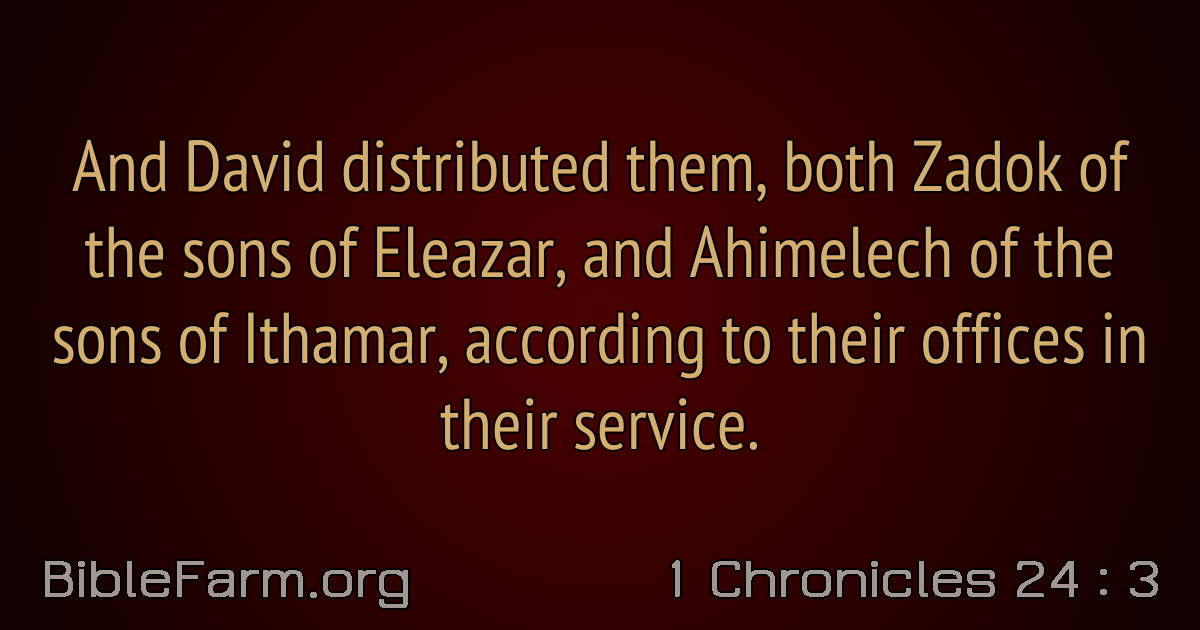 And David distributed them, both Zadok of
the sons of Eleazar, and Ahimelech of the
sons of Ithamar, according to their offices in
their service.
BibleFarm.org
1 Chronicles 24 : 3